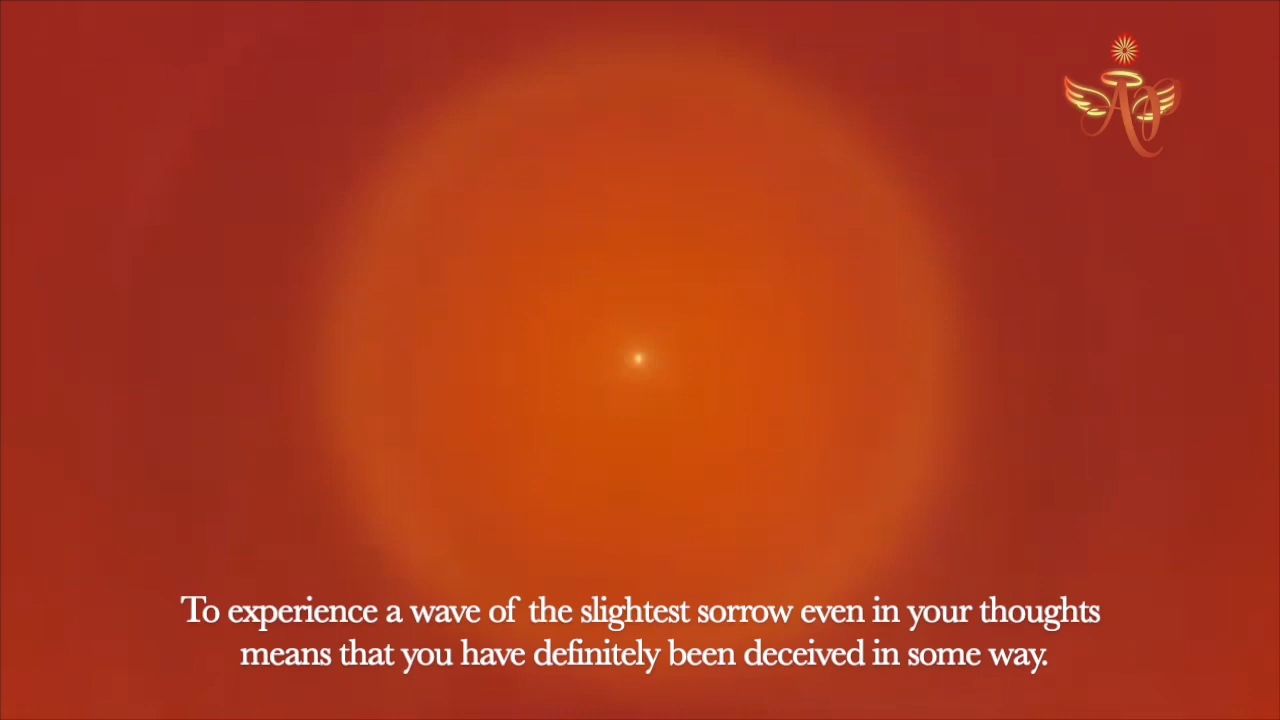 To experience a wave of the slightest sorrow even in your thoughts
means that you have definitely been deceived in some way.